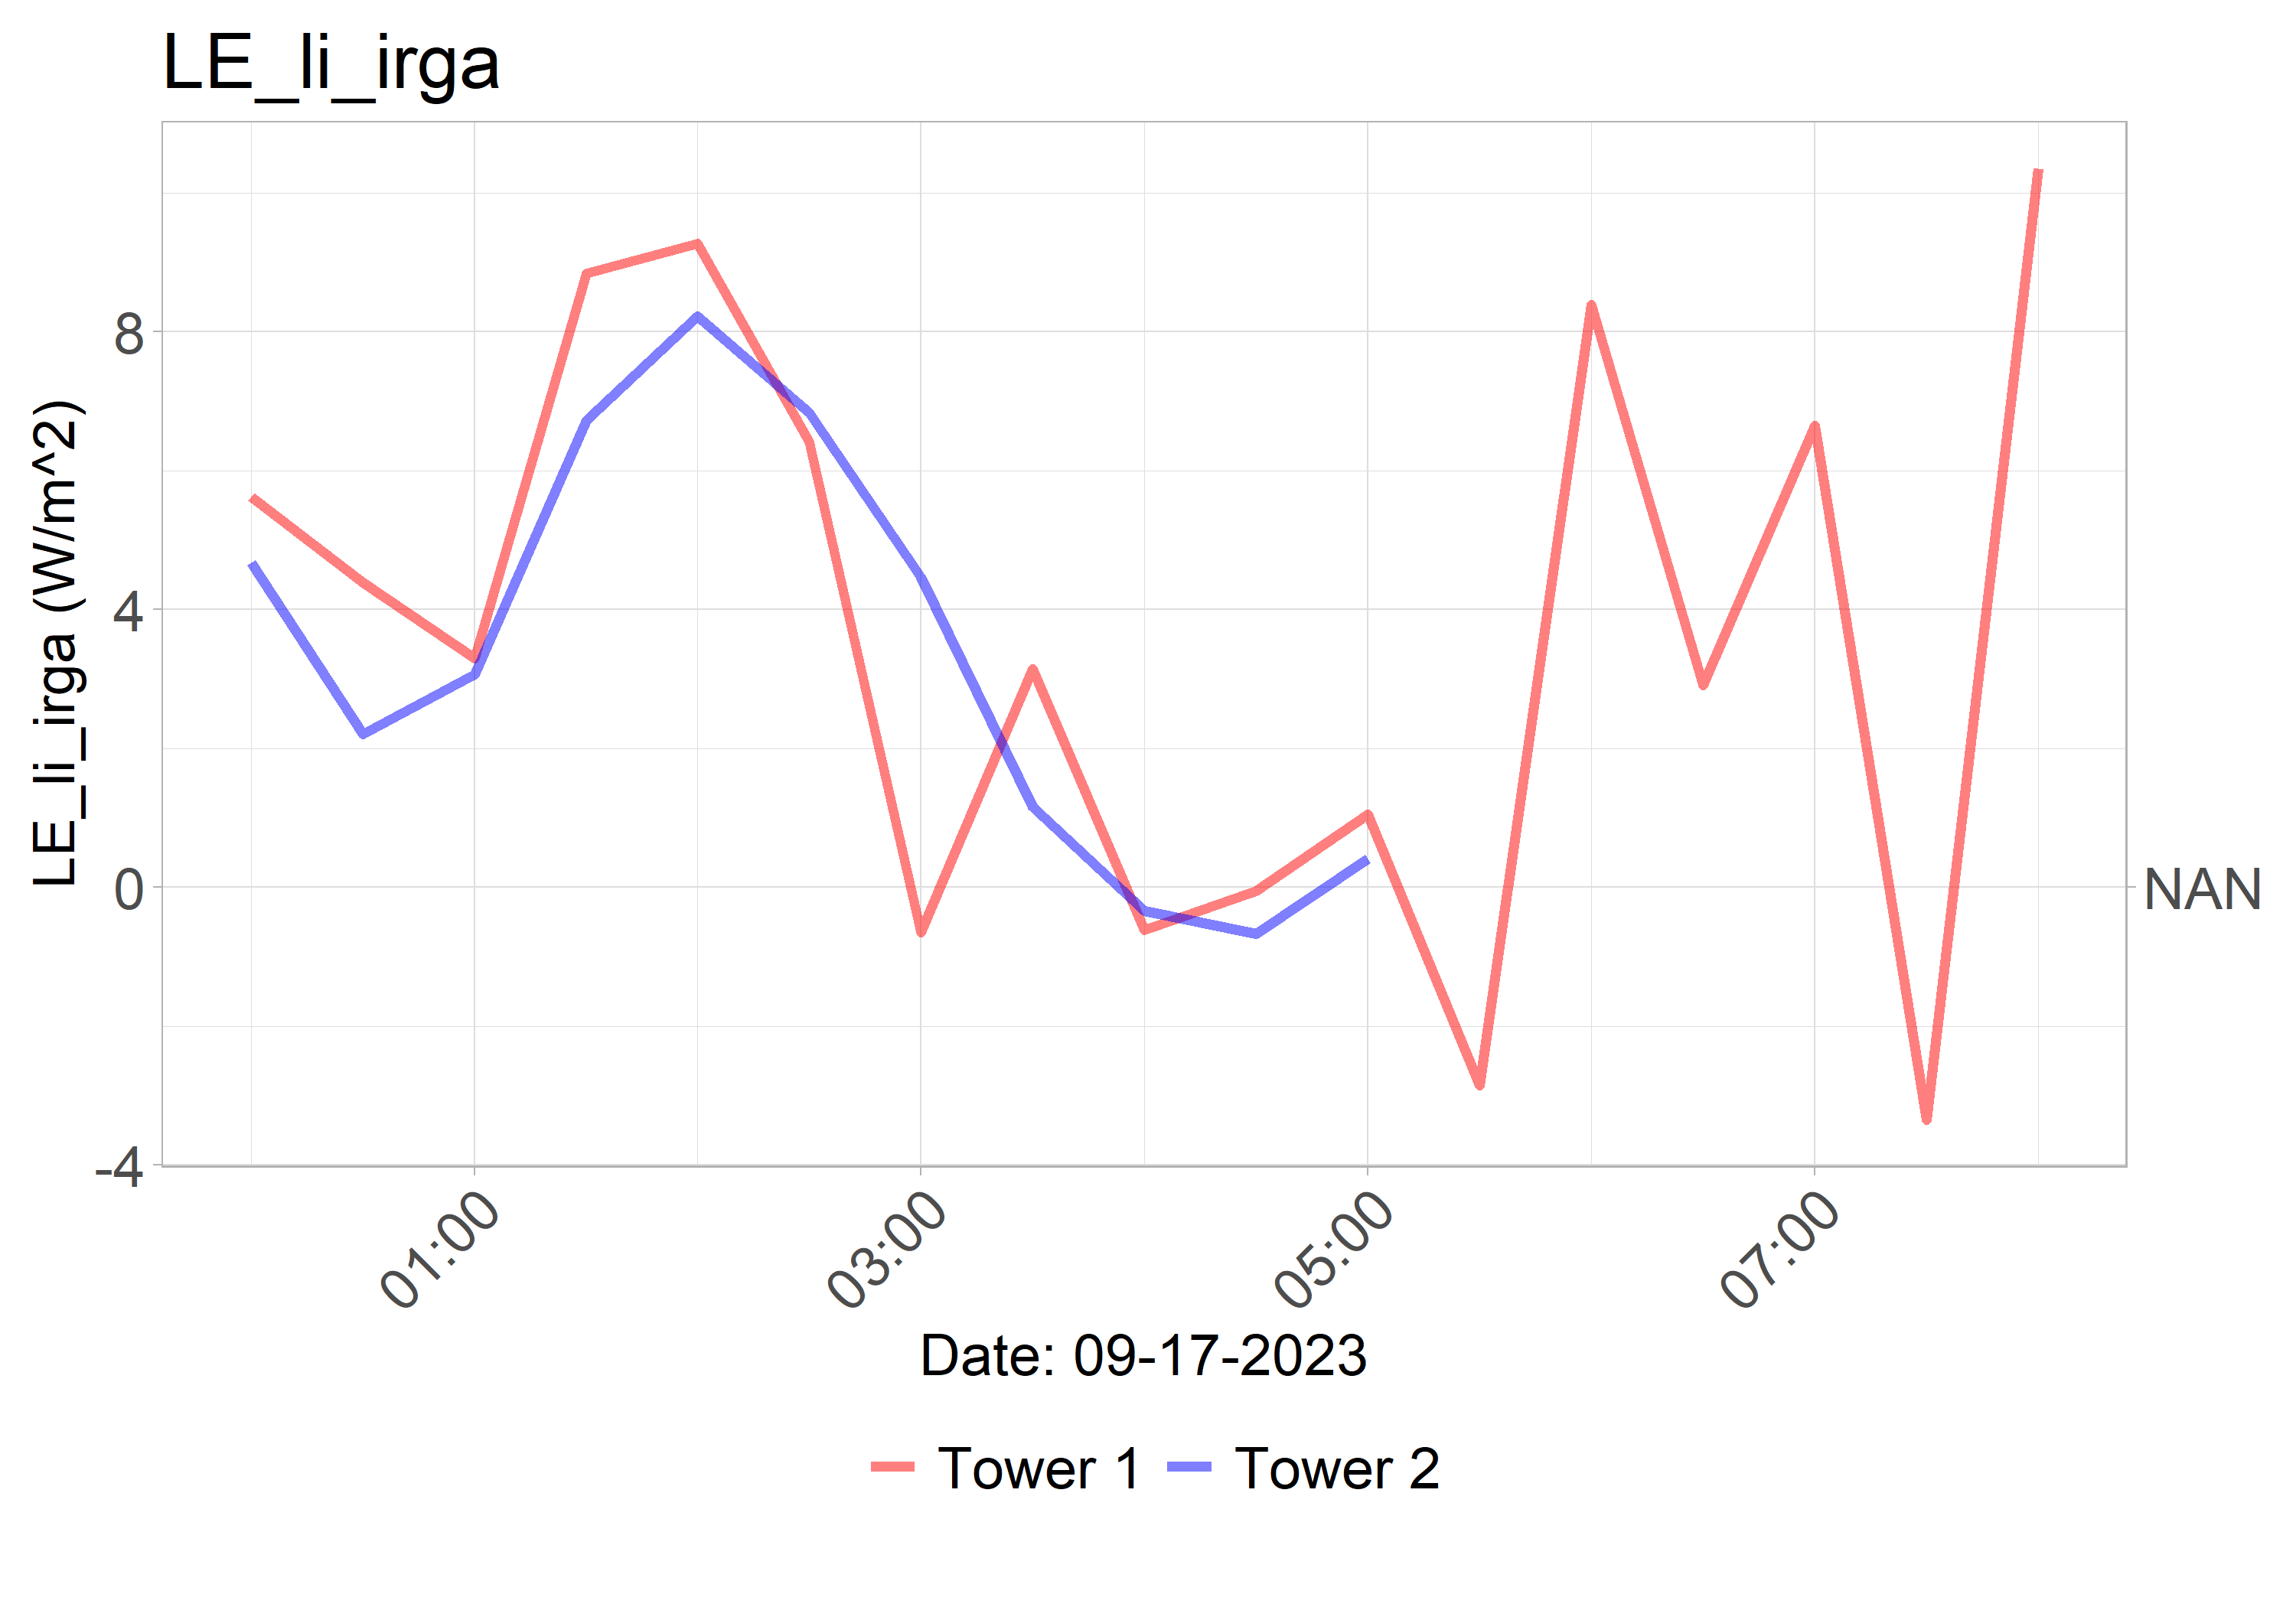 LE_li_irga
LE_li_irga (W/m^2)
8
4
0
-4
NAN
01:00
03:00
05:00
07:00
Date: 09-17-2023
Tower 1
Tower 2